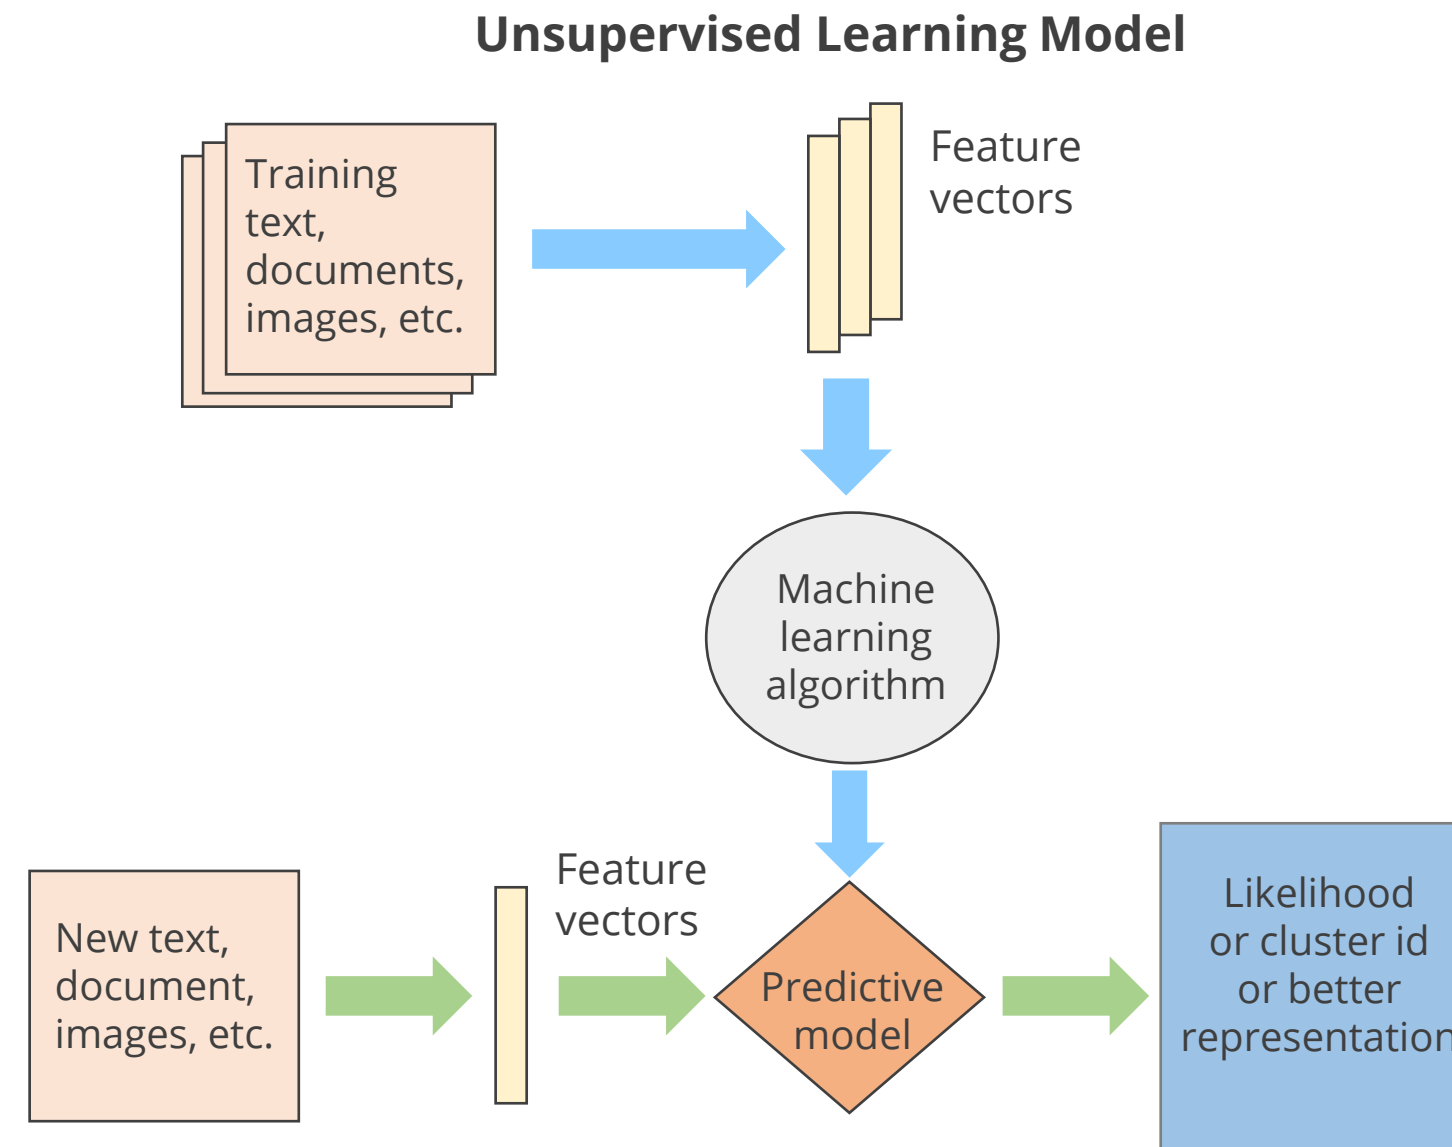 Unsupervised Learning Model
Training
text,
documents,
images, etc.
Feature
vectors
Machine
learning
algorithm
New text,
document,
images, etc.
Feature
vectors
Predictive
model
Likelihood
or cluster id
or better
representation